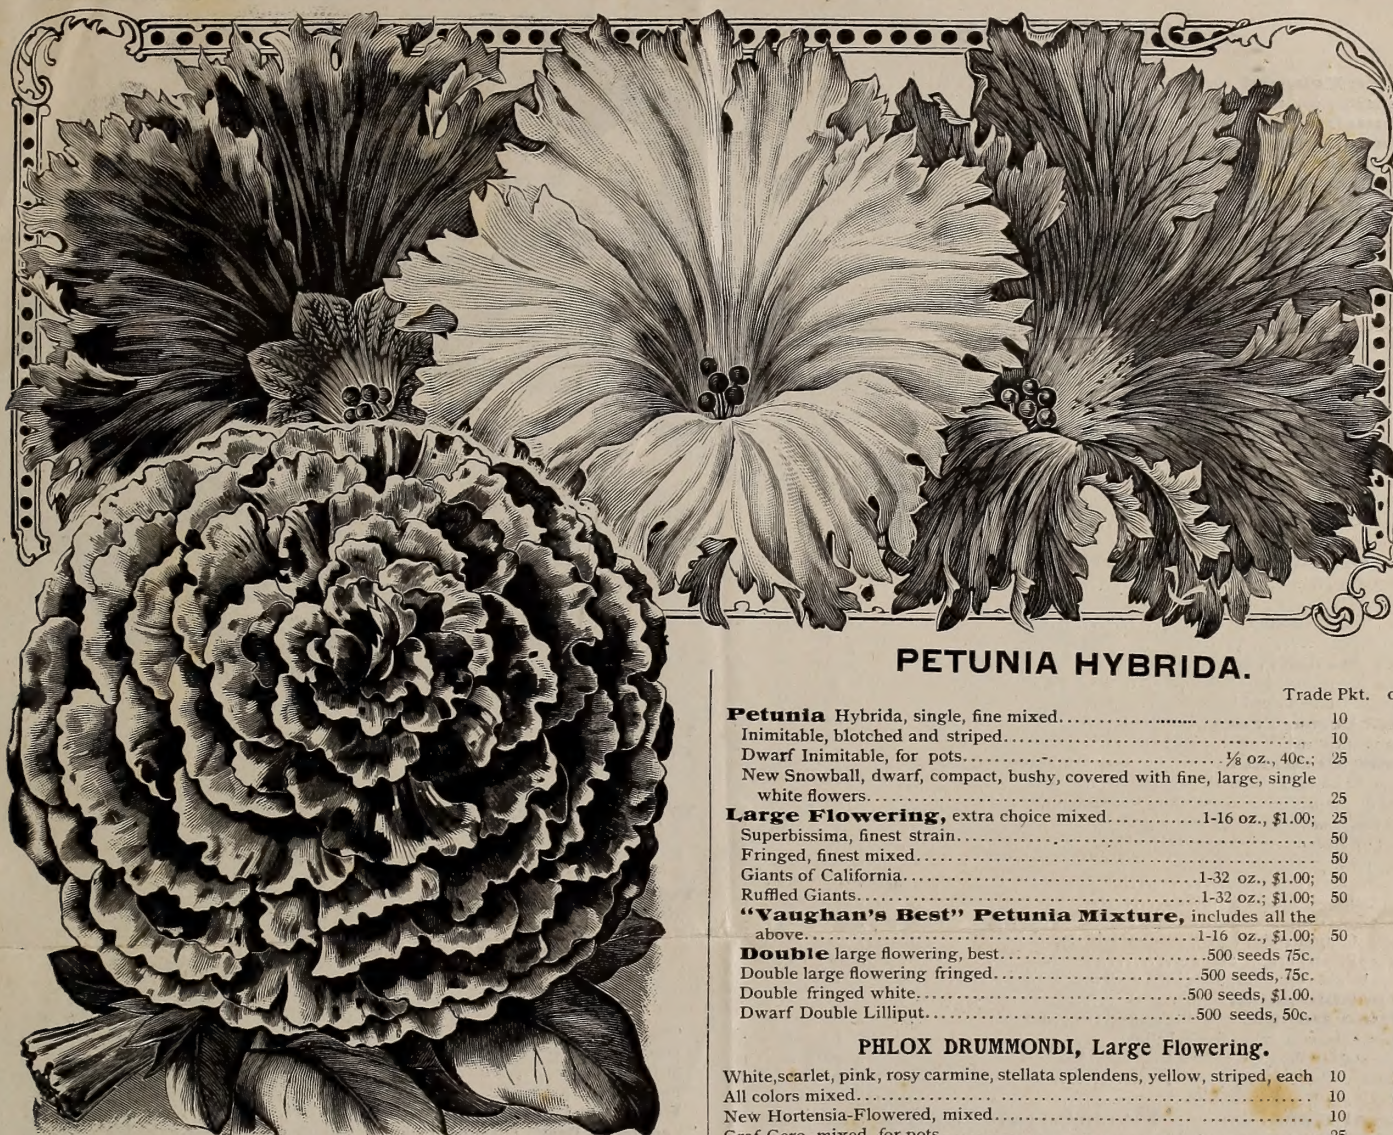 PETUNIA HYBRIDA.
Trade Pkt.
Petunia Hybrida, single, fine mixed.......................... 10
Inimitable, blotched and striped.......................... 10
Dwarf Inimitable, for pots.......................... ⅛ oz., 40c.; 25
New Snowball, dwarf, compact, bushy, covered with fine, large, single
white flowers.......................... 25
Large Flowering, extra choice mixed............1-16 oz., $1.00; 25
Superbissima, finest strain.......................... 50
Fringed, finest mixed.......................... 50
Giants of California..........................1-32 oz., $1.00; 50
Ruffled Giants..........................1-32 oz.; $1.00; 50
“Vaughan's Best” Petunia Mixture, includes all the
above..........................1-16 oz., $1.00; 50
Double large flowering, best..........................500 seeds 75c.
Double large flowering fringed..........................500 seeds, 75c.
Double fringed white..........................500 seeds, $1.00.
Dwarf Double Lilliput..........................500 seeds, 50c.
PHLOX DRUMMONDI, Large Flowering.
White,scarlet, pink, rosy carmine, stellata splendens, yellow, striped, each 10
All colors mixed.......................... 10
New Hortensia-Flowered, mixed.......................... 10
mixed, for pots